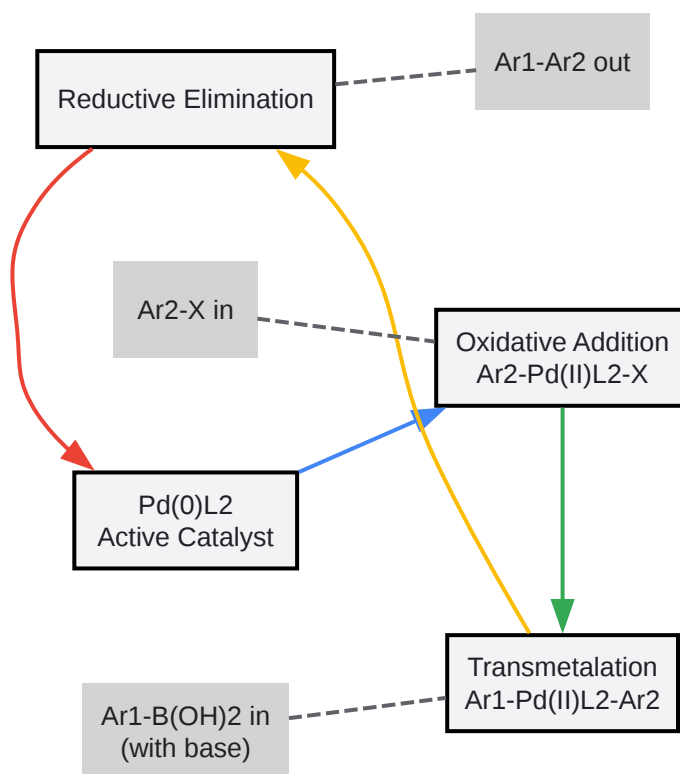 Ar1-Ar2 out
Reductive Elimination
Ar2-X in
Oxidative Addition
Ar2-Pd(II)L2-X
Pd(0)L2
Active Catalyst
Transmetalation
Ar1-Pd(II)L2-Ar2
Ar1-B(OH)2 in
(with base)